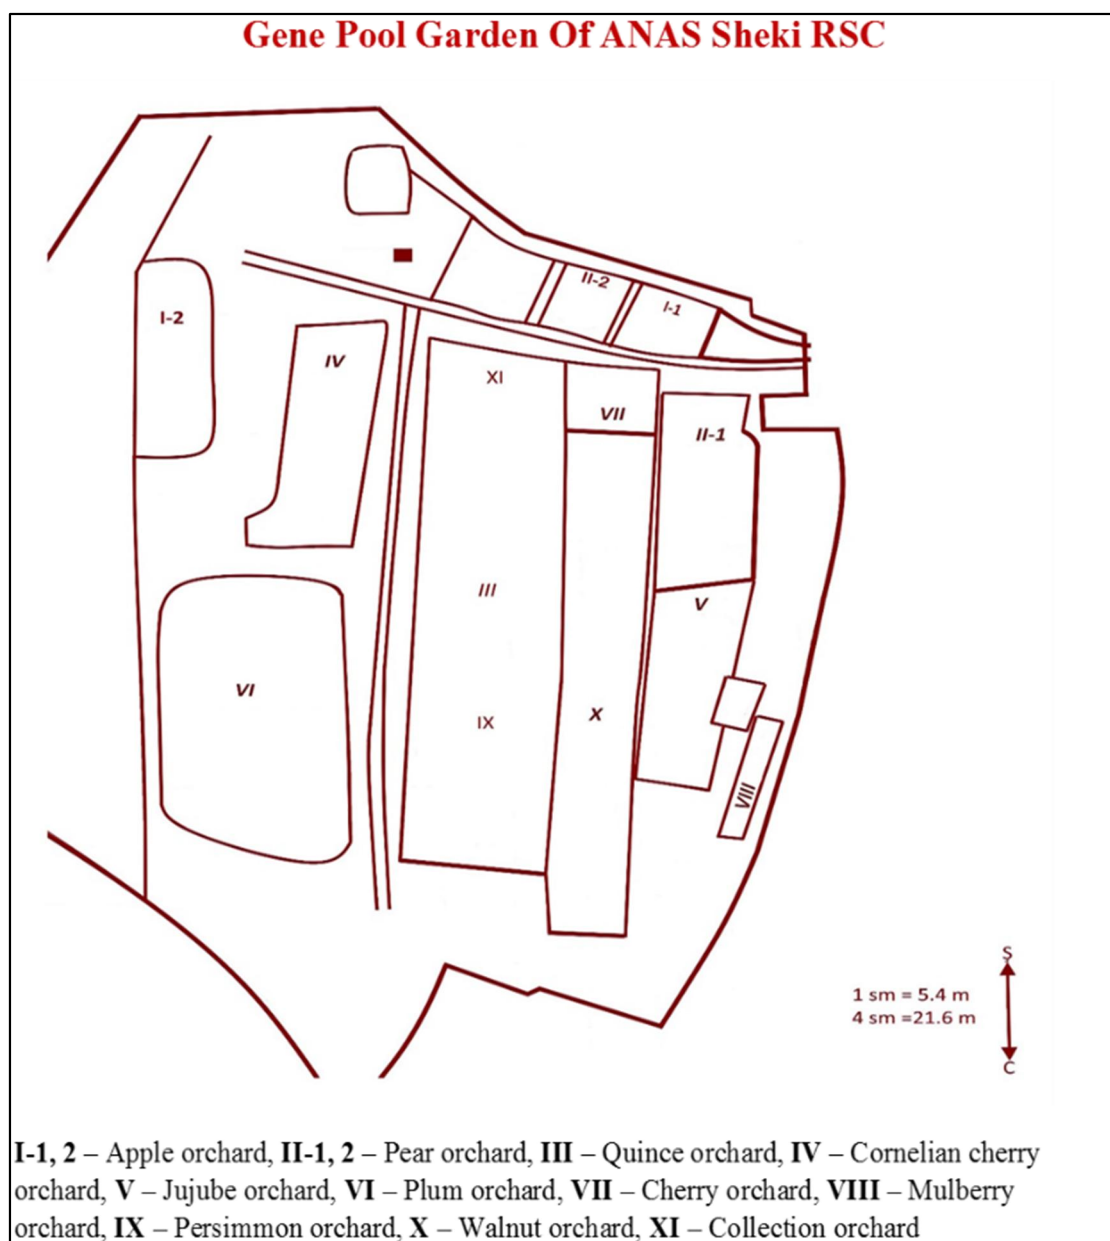 Gene Pool Garden Of ANAS Sheki RSC
II-2
I-1
I-2
IV
XI
VII
II-1
III
V
VI
IX
X
VIII
S
1 sm = 5.4 m
4 sm =21.6 m
C
I-1, 2 – Apple orchard, II-1, 2 – Pear orchard, III – Quince orchard, IV – Cornelian cherry
orchard, V – Jujube orchard, VI – Plum orchard, VII – Cherry orchard, VIII – Mulberry
orchard, IX – Persimmon orchard, X – Walnut orchard, XI – Collection orchard